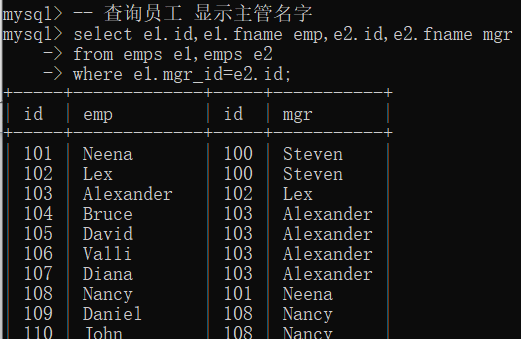 mysql> -- 查询员工 显示主管名字
mysql> select e1.id,e1.fname emp,e2.id,e2.fname mgr
    -> from emps e1,emps e2
    -> where e1.mgr_id=e2.id;
+-----+-------------+-----+-----------+
| id  | emp         | id  | mgr       |
+-----+-------------+-----+-----------+
| 101 | Neena       | 100 | Steven    |
| 102 | Lex         | 100 | Steven    |
| 103 | Alexander   | 102 | Lex       |
| 104 | Bruce       | 103 | Alexander |
| 105 | David       | 103 | Alexander |
| 106 | Valli       | 103 | Alexander |
| 107 | Diana       | 103 | Alexander |
| 108 | Nancy       | 101 | Neena     |
| 109 | Daniel      | 108 | Nancy     |
| 110 | John        | 108 | Nancy     |